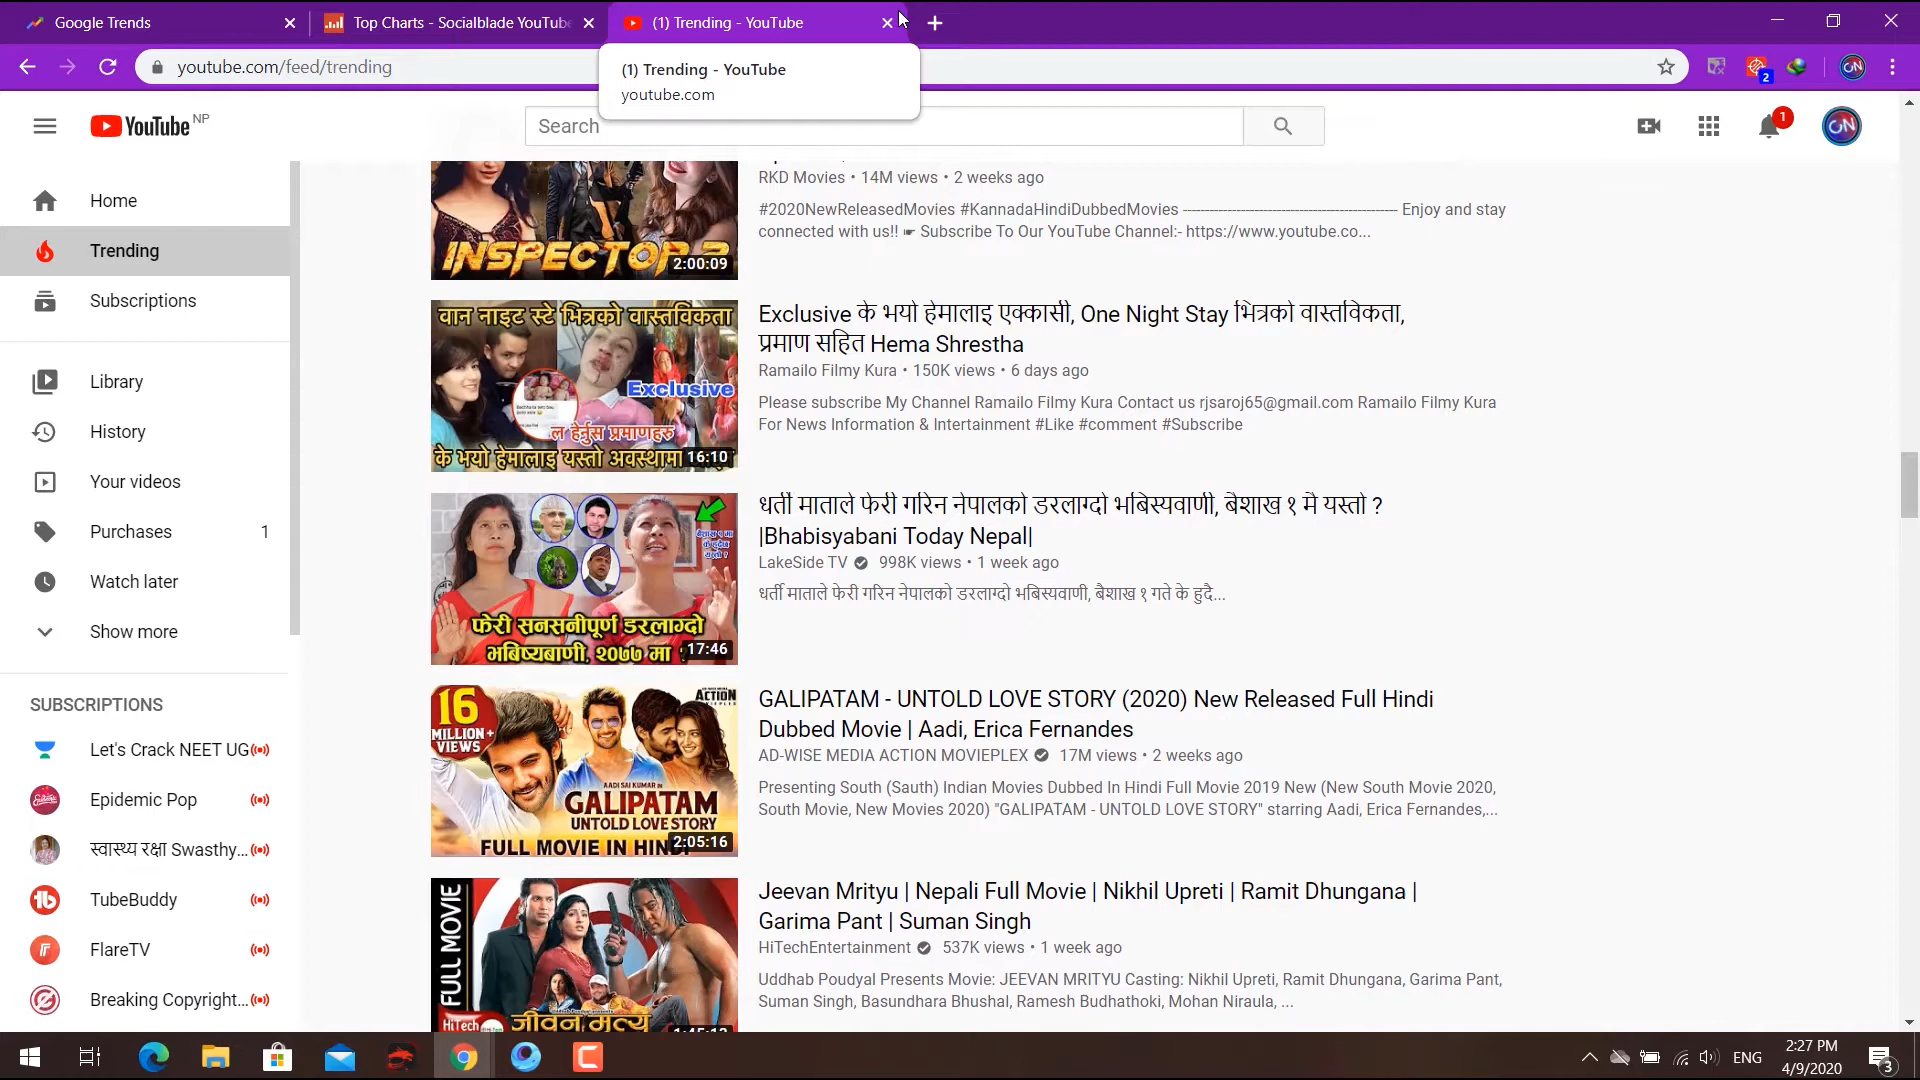 Google Trends
Top Charts - Socialblade YouTube
(1) Trending - YouTube
youtube.com/feed/trending
(1) Trending - YouTube
youtube.com
2
YouTube NP
Search
1
Home
Trending
Subscriptions
Library
History
Your videos
Purchases 1
Watch later
Show more
SUBSCRIPTIONS
Let's Crack NEET UG
Epidemic Pop
स्वास्थ्य रक्षा Swasthy...
TubeBuddy
FlareTV
Breaking Copyright...
INSPECTOR
2:00:09
RKD Movies • 14M views • 2 weeks ago
#2020NewReleasedMovies #KannadaHindiDubbedMovies ---------------------------------------------------- Enjoy and stay
connected with us!! ☛ Subscribe To Our YouTube Channel:- https://www.youtube.co...
वान नाइट स्टे भित्रको वास्तविकता
Exclusive
ल हेर्नुस प्रमाणहरु
के भयो हेमालाइ यस्तो अवस्थामा
16:10
Exclusive के भयो हेमालाइ एक्कासी, One Night Stay भित्रको वास्तविकता,
प्रमाण सहित Hema Shrestha
Ramailo Filmy Kura • 150K views • 6 days ago
Please subscribe My Channel Ramailo Filmy Kura Contact us rjsaroj65@gmail.com Ramailo Filmy Kura
For News Information & Entertainment #Like #comment #Subscribe
फेरी सनसनीपूर्ण डरलाग्दो
भबिष्यबाणी, २०७७ मा ?
17:46
धर्ती माताले फेरी गरिन नेपालको डरलाग्दो भबिस्यवाणी, बैशाख १ मै यस्तो ?
|Bhabisyabani Today Nepal|
LakeSide TV 998K views • 1 week ago
धर्ती माताले फेरी गरिन नेपालको डरलाग्दो भबिस्यवाणी, बैशाख १ गते के हुदै...
16
MILLION+
VIEWS
ACTION
MOVIEPLEX
AADI SAI KUMAR IN
GALIPATAM
UNTOLD LOVE STORY
FULL MOVIE IN HINDI
2:05:16
GALIPATAM - UNTOLD LOVE STORY (2020) New Released Full Hindi
Dubbed Movie | Aadi, Erica Fernandes
AD-WISE MEDIA ACTION MOVIEPLEX 17M views • 2 weeks ago
Presenting South (Sauth) Indian Movies Dubbed In Hindi Full Movie 2019 New (New South Movie 2020,
South Movie, New Movies 2020) "GALIPATAM - UNTOLD LOVE STORY" starring Aadi, Erica Fernandes,...
FULL MOVIE
HiTech
जीवन मृत्यु
1:45:13
Jeevan Mrityu | Nepali Full Movie | Nikhil Upreti | Ramit Dhungana |
Garima Pant | Suman Singh
HiTechEntertainment 537K views • 1 week ago
Uddhab Poudyal Presents Movie: JEEVAN MRITYU Casting: Nikhil Upreti, Ramit Dhungana, Garima Pant,
Suman Singh, Basundhara Bhushal, Ramesh Budhathoki, Mohan Niraula, ...
ENG
2:27 PM
4/9/2020
3